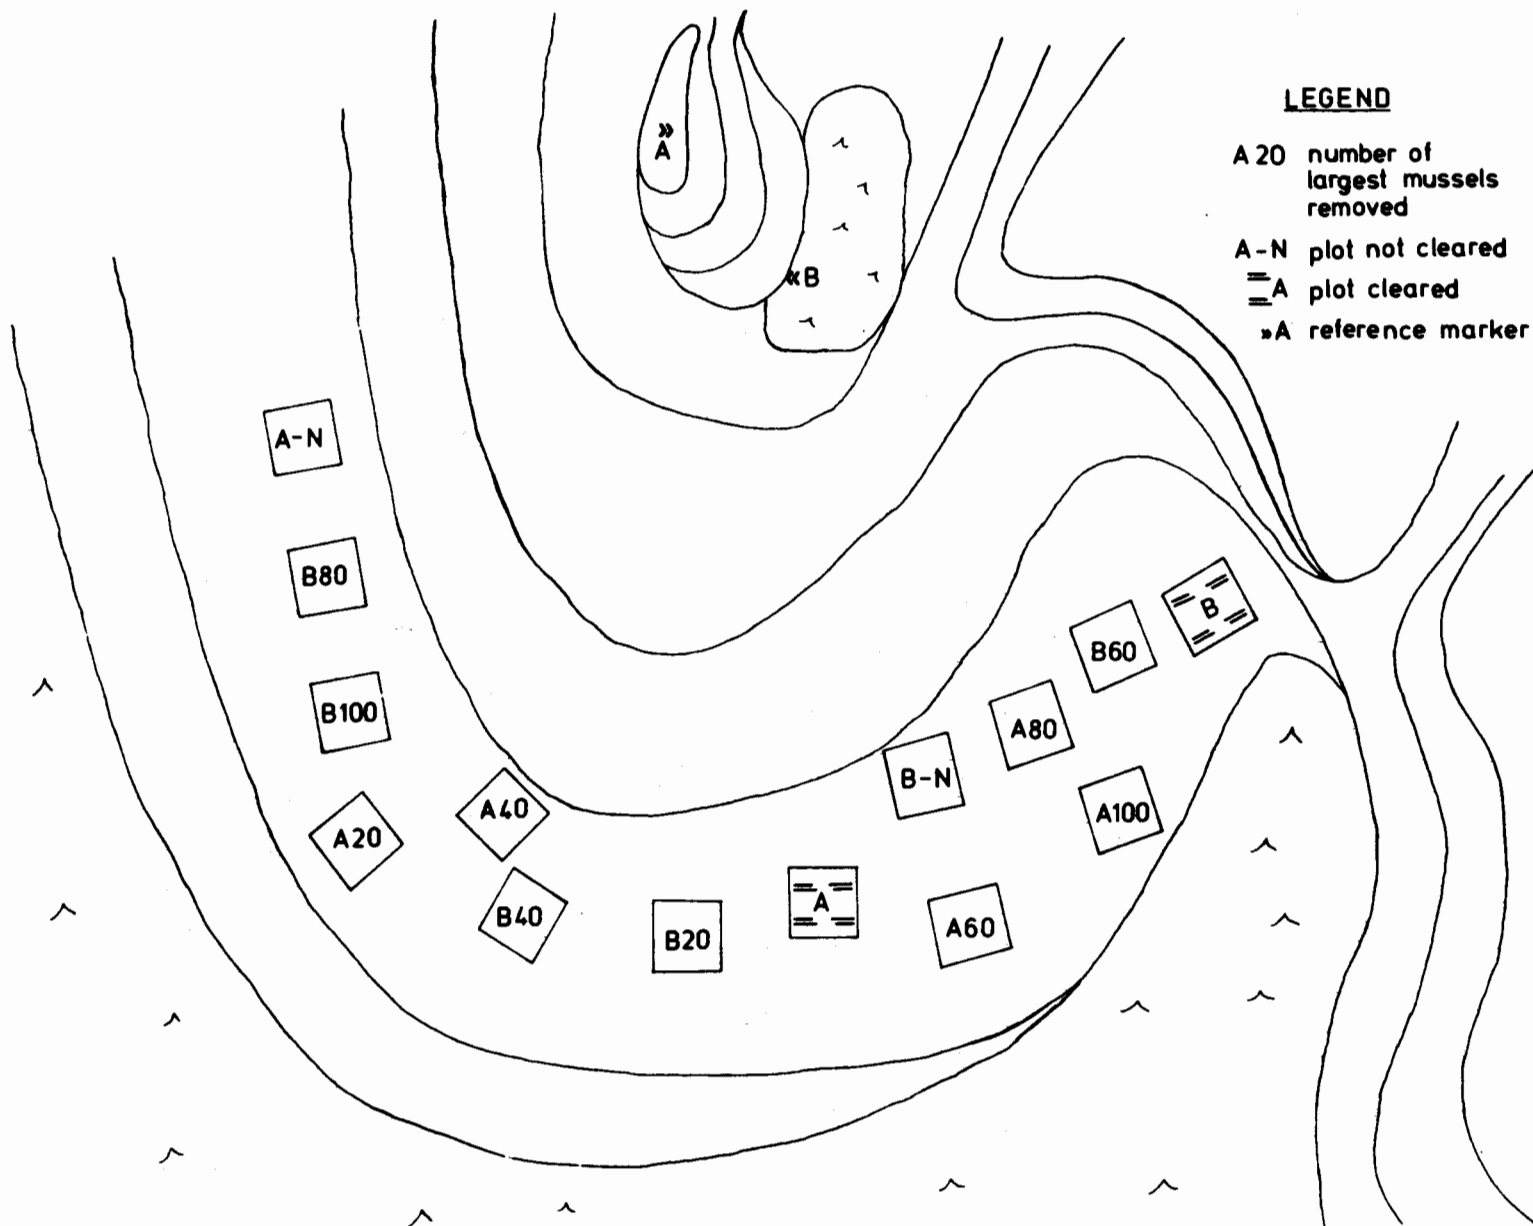 A
B
LEGEND
A 20 number of
largest mussels
removed
A-N plot not cleared
A plot cleared
»A reference marker
A-N
B80
B100
A20
A40
B40
B20
A
A60
B-N
A80
A100
B60
B